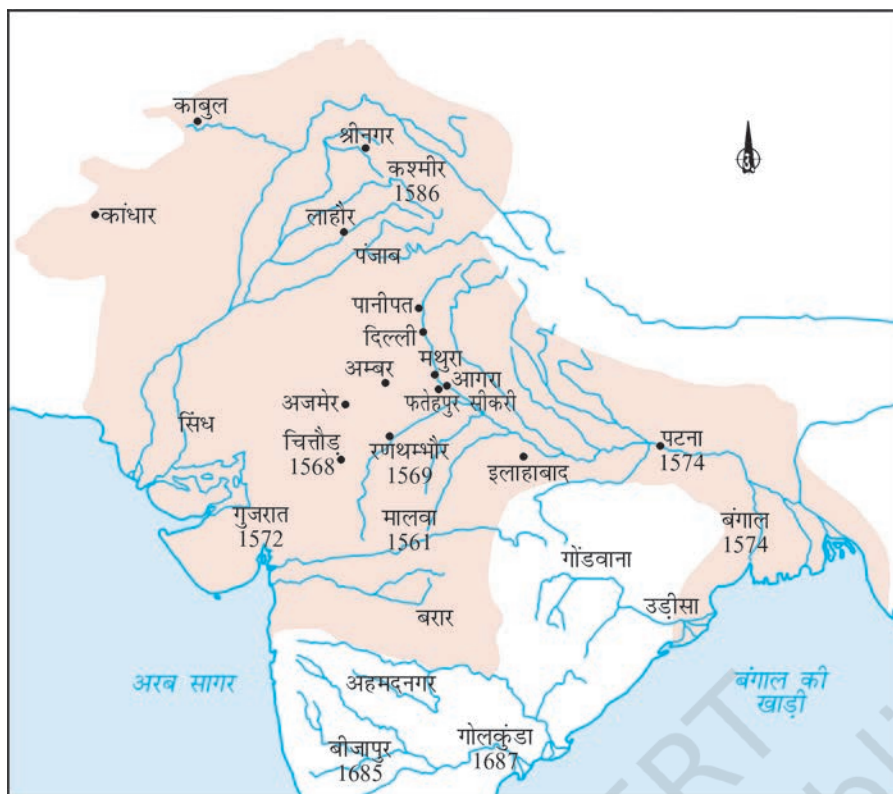 काबुल
श्रीनगर
कश्मीर
1586
कांधार
लाहौर
पंजाब
पानीपत
दिल्ली
मथुरा
अम्बर
आगरा
फतेहपुर सीकरी
अजमेर
सिंध
चित्तौड़
1568
रणथम्भौर
1569
इलाहाबाद
पटना
1574
गुजरात
1572
मालवा
1561
बंगाल
1574
गोंडवाना
उड़ीसा
बरार
अरब सागर
अहमदनगर
बंगाल की
खाड़ी
बीजापुर
1685
गोलकुंडा
1687